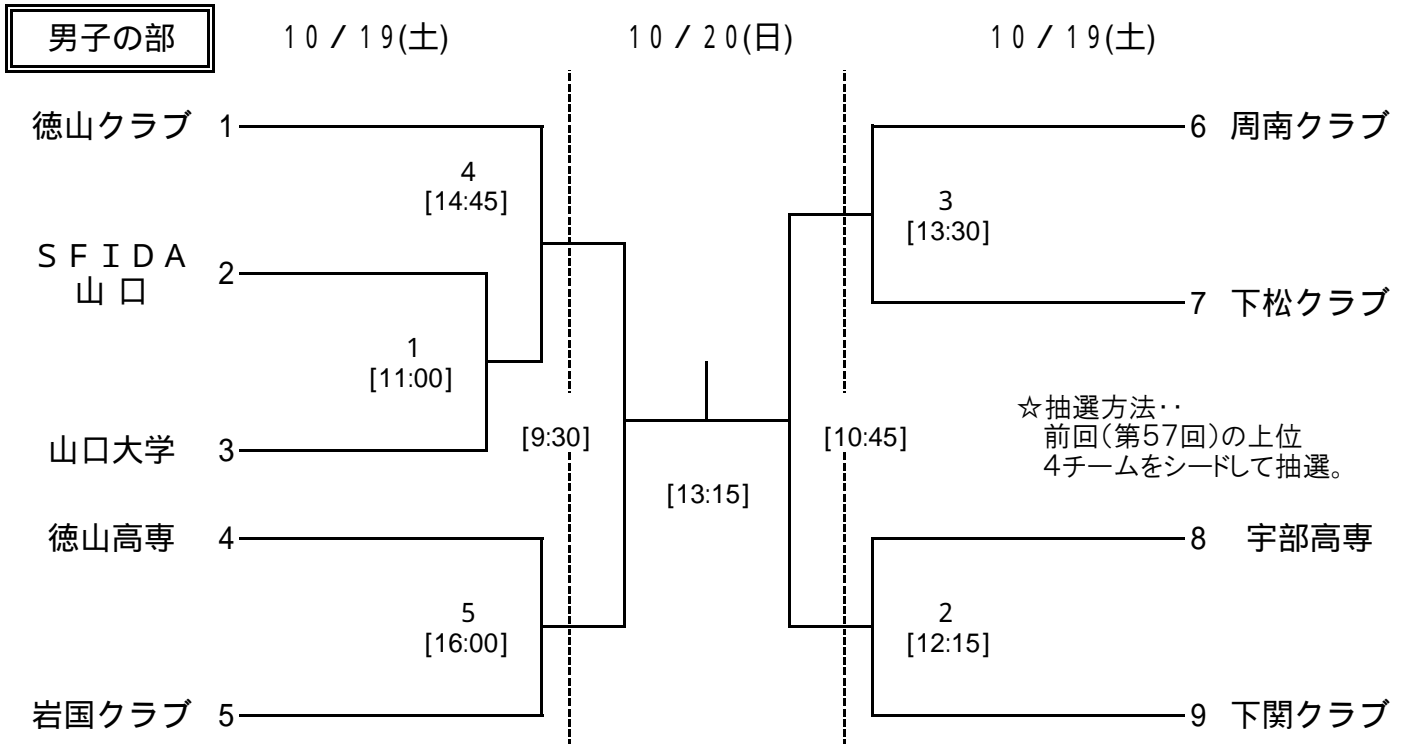 男子の部
10/19(土)
10/20(日)
10/19(土)
徳山クラブ 1
4
[14:45]
SFIDA
山口
2
1
[11:00]
山口大学 3
[9:30]
徳山高専 4
5
[16:00]
岩国クラブ 5
[13:15]
6 周南クラブ
3
[13:30]
7 下松クラブ
☆抽選方法‥
前回(第57回)の上位
4チームをシードして抽選。
[10:45]
8 宇部高専
2
[12:15]
9 下関クラブ